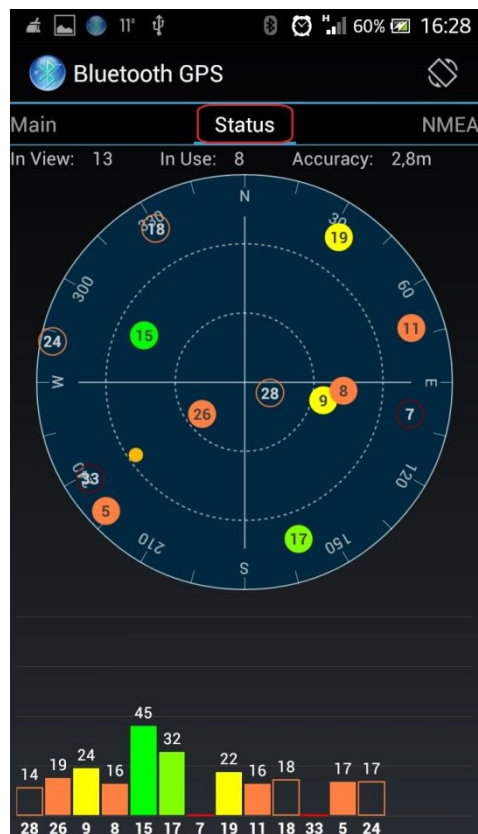 11° 60% 16:28
Bluetooth GPS
Main Status NMEA
In View: 13 In Use: 8 Accuracy: 2,8m
N
330 18 30 19
300 60
15 11
24
W E
28 9 8
26 7
33 240 120
5
17
210 150
S
45
32
24 22
19 18 17 17
14 16 16
28 26 9 8 15 17 7 19 11 18 33 5 24